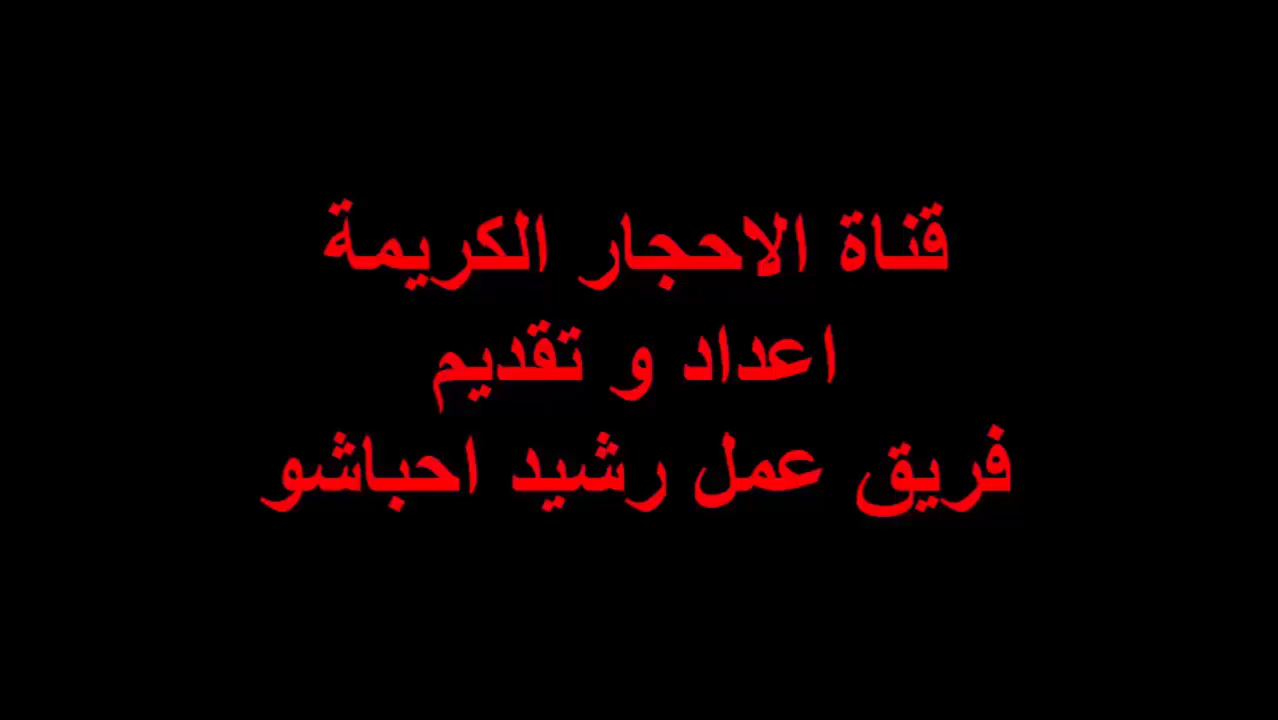 قناة الاحجار الكريمة
اعداد و تقديم
فريق عمل رشيد احباشو